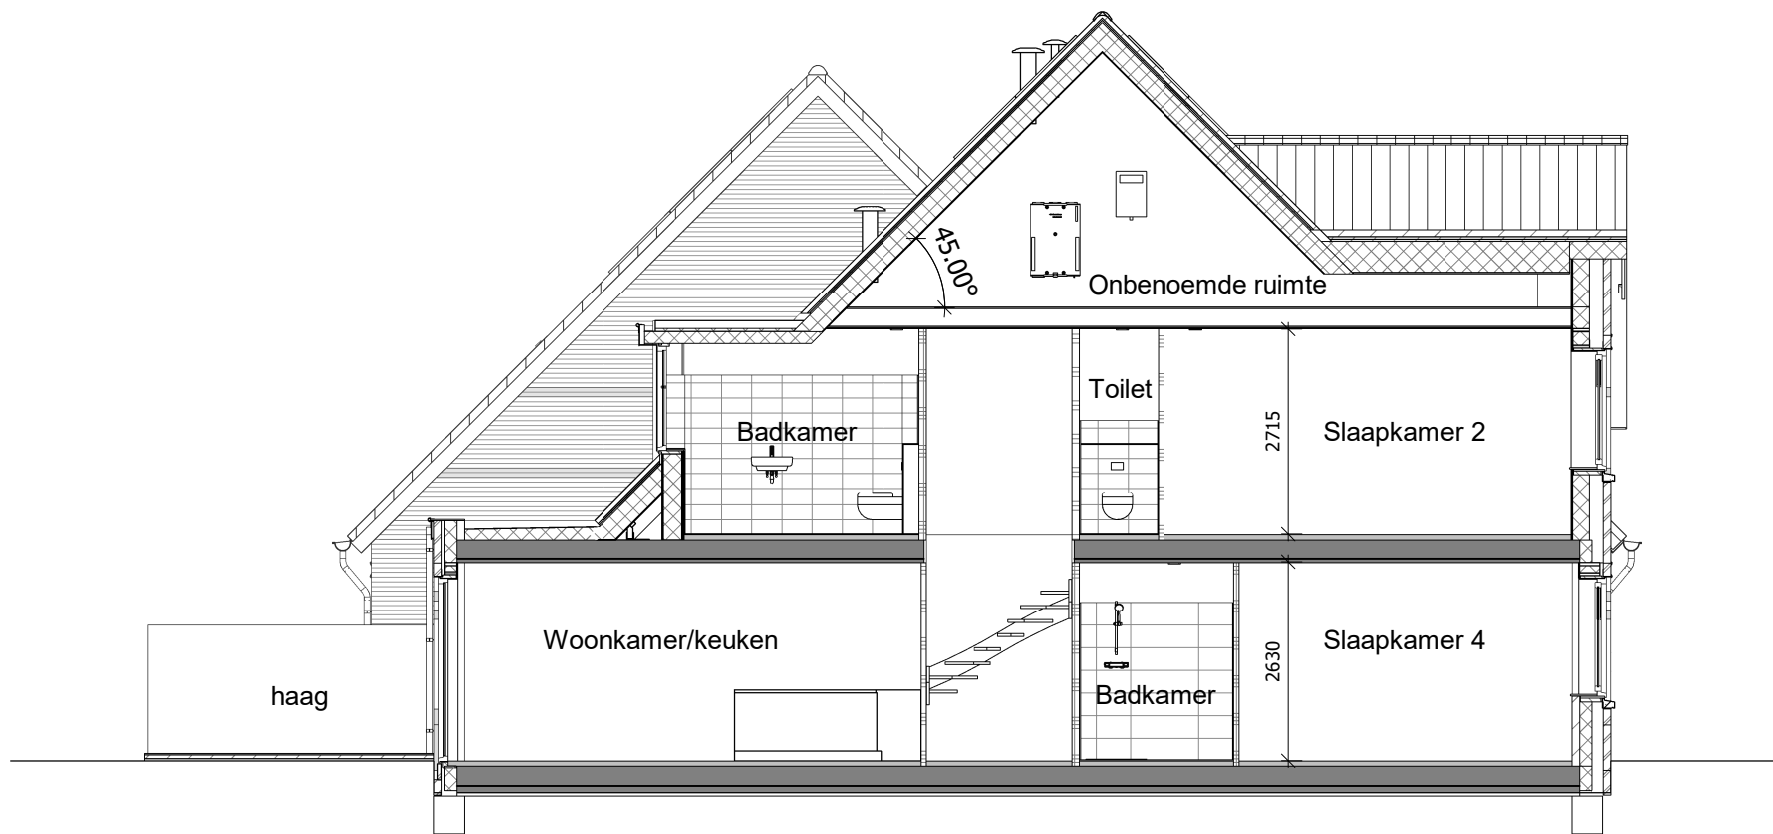 45.00°
Onbenoemde ruimte
Toilet
Badkamer
2715
Slaapkamer 2
Woonkamer/keuken
2630
Slaapkamer 4
haag
Badkamer